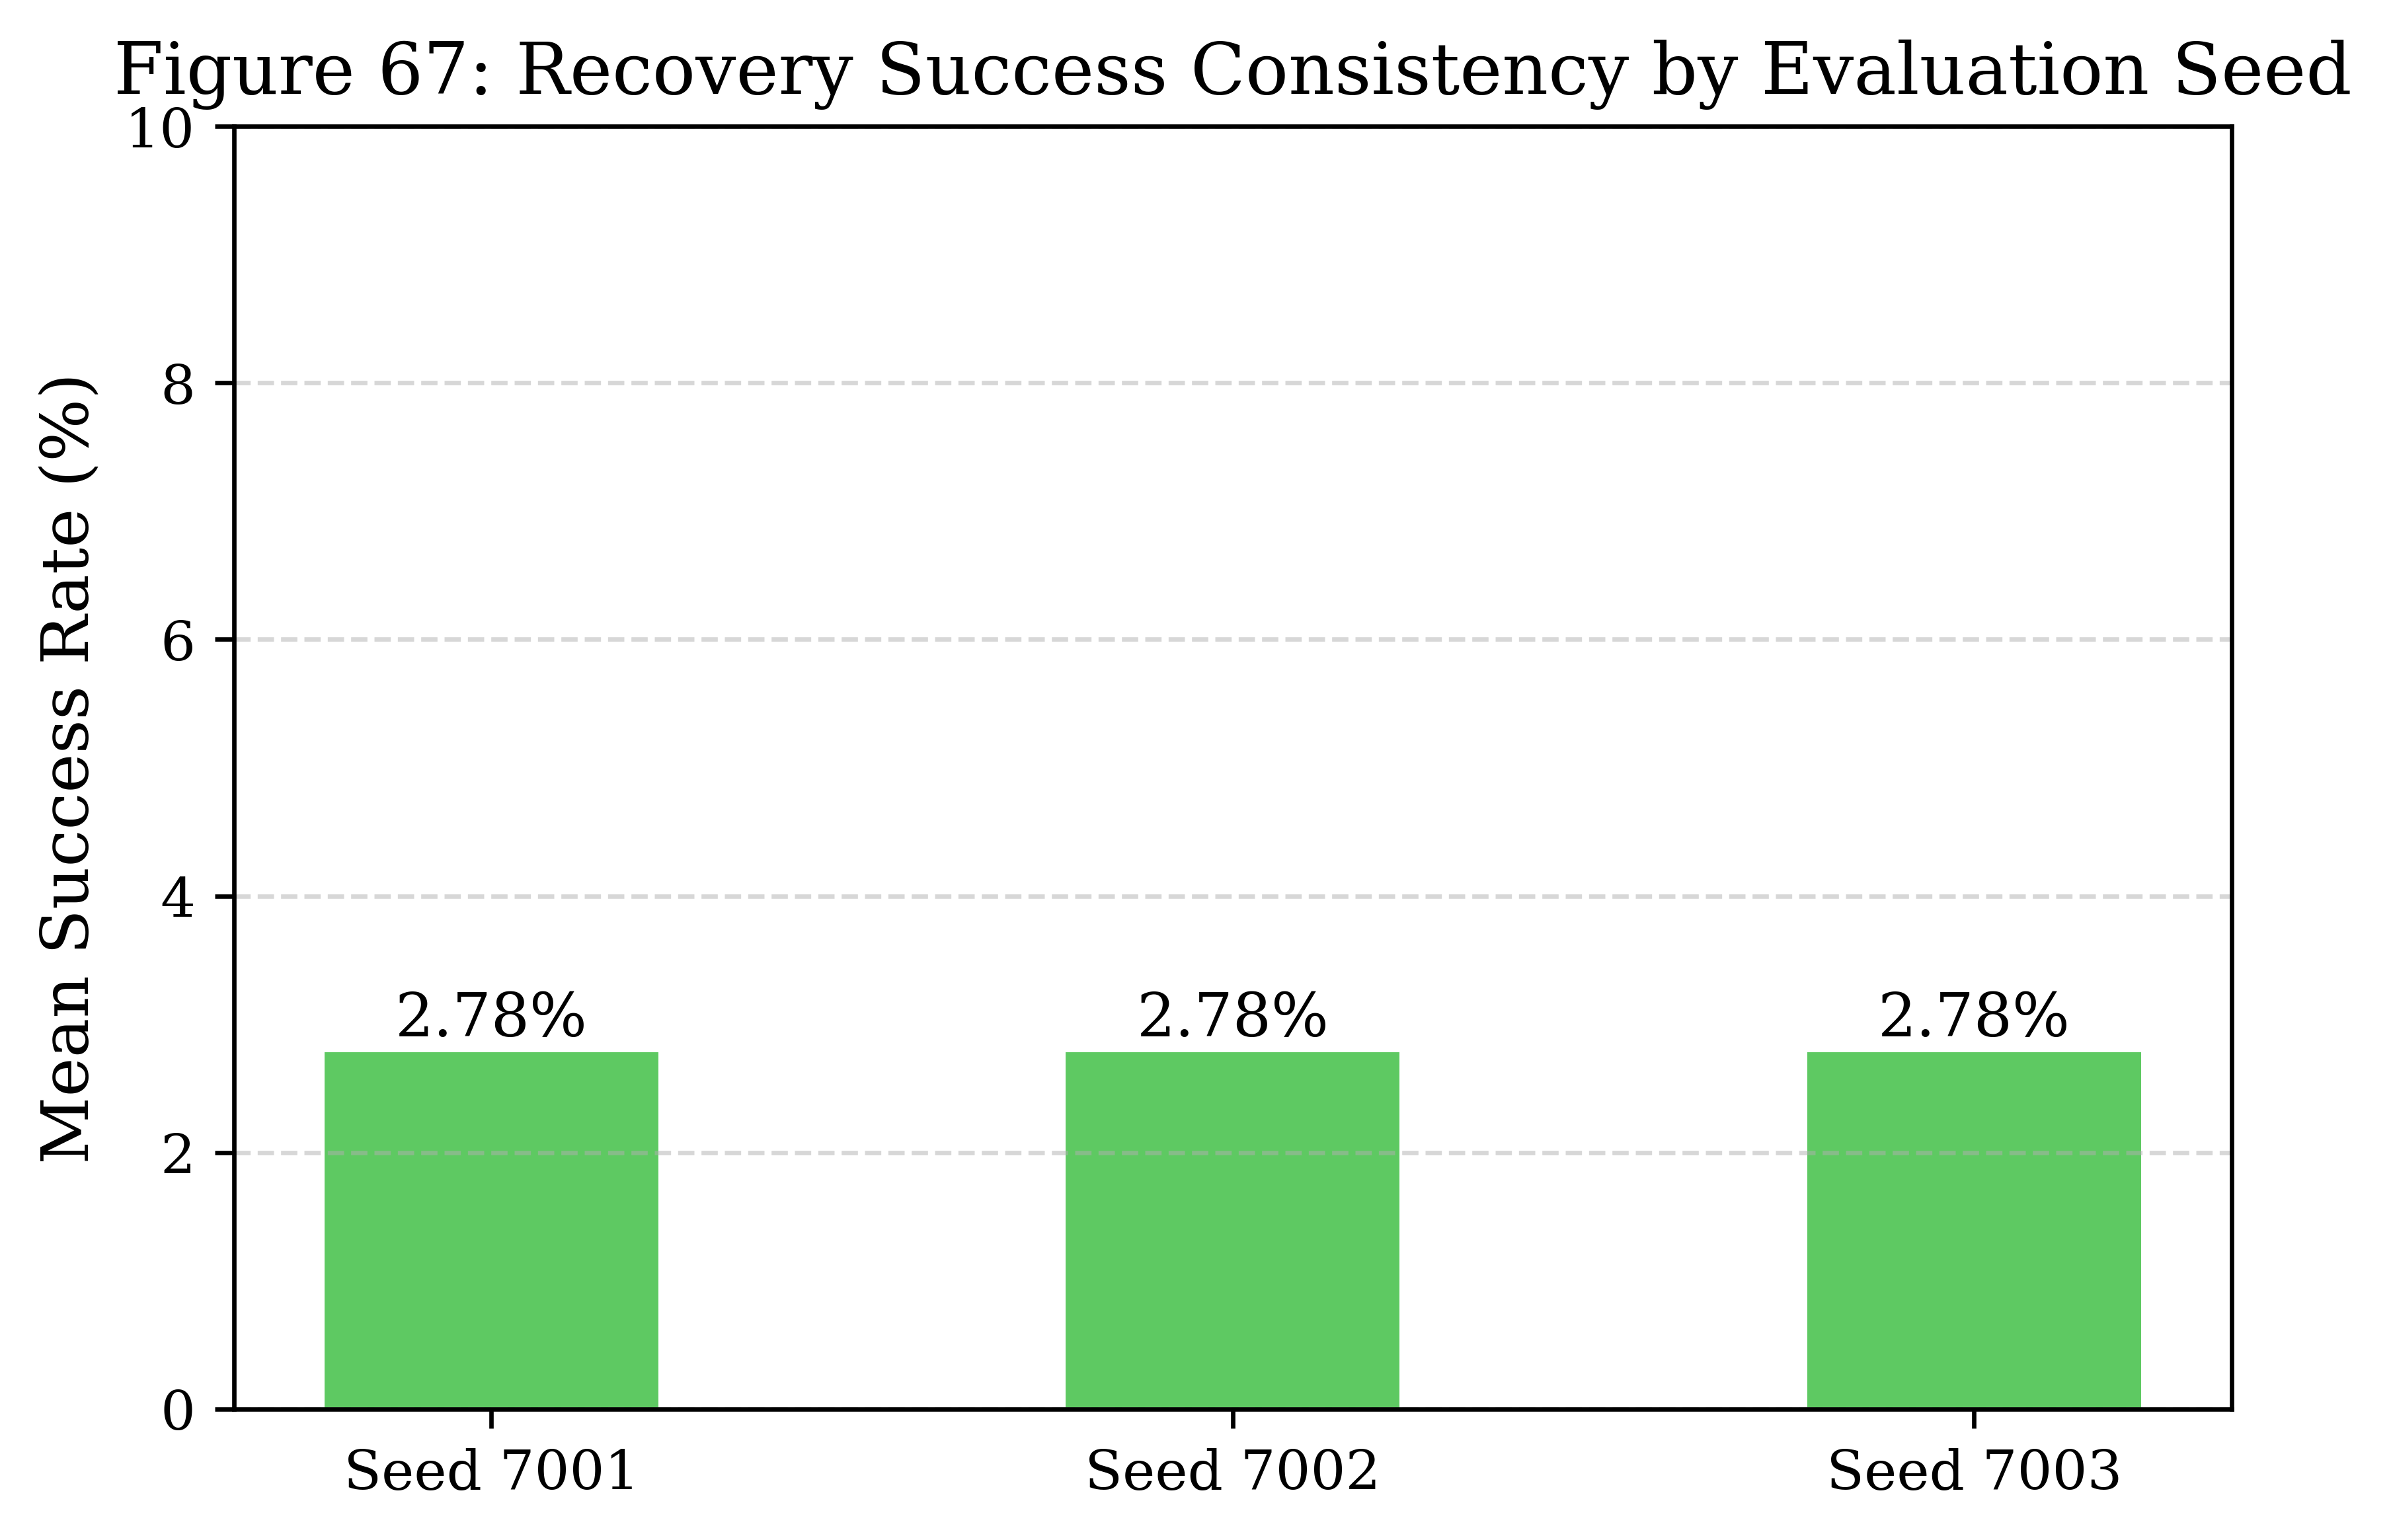 Figure 67: Recovery Success Consistency by Evaluation Seed
Mean Success Rate (%)
10
8
6
4
2
0
2.78%
2.78%
2.78%
Seed 7001
Seed 7002
Seed 7003